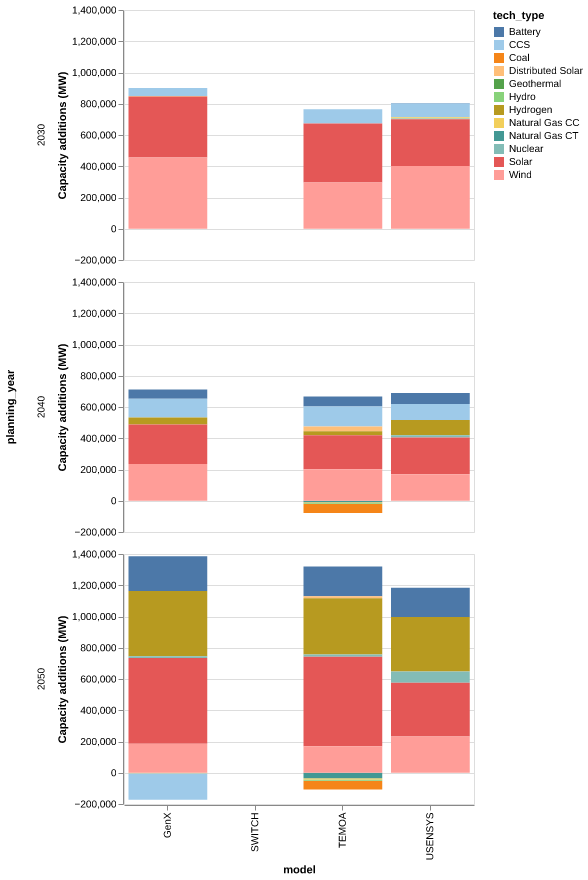 tech_type
Battery
CCS
Coal
Distributed Solar
Geothermal
Hydro
Hydrogen
Natural Gas CC
Natural Gas CT
Nuclear
Solar
Wind
planning_year
2030
Capacity additions (MW)
1,400,000
1,200,000
1,000,000
800,000
600,000
400,000
200,000
0
−200,000
2040
Capacity additions (MW)
1,400,000
1,200,000
1,000,000
800,000
600,000
400,000
200,000
0
−200,000
2050
Capacity additions (MW)
1,400,000
1,200,000
1,000,000
800,000
600,000
400,000
200,000
0
−200,000
GenX
SWITCH
TEMOA
USENSYS
model